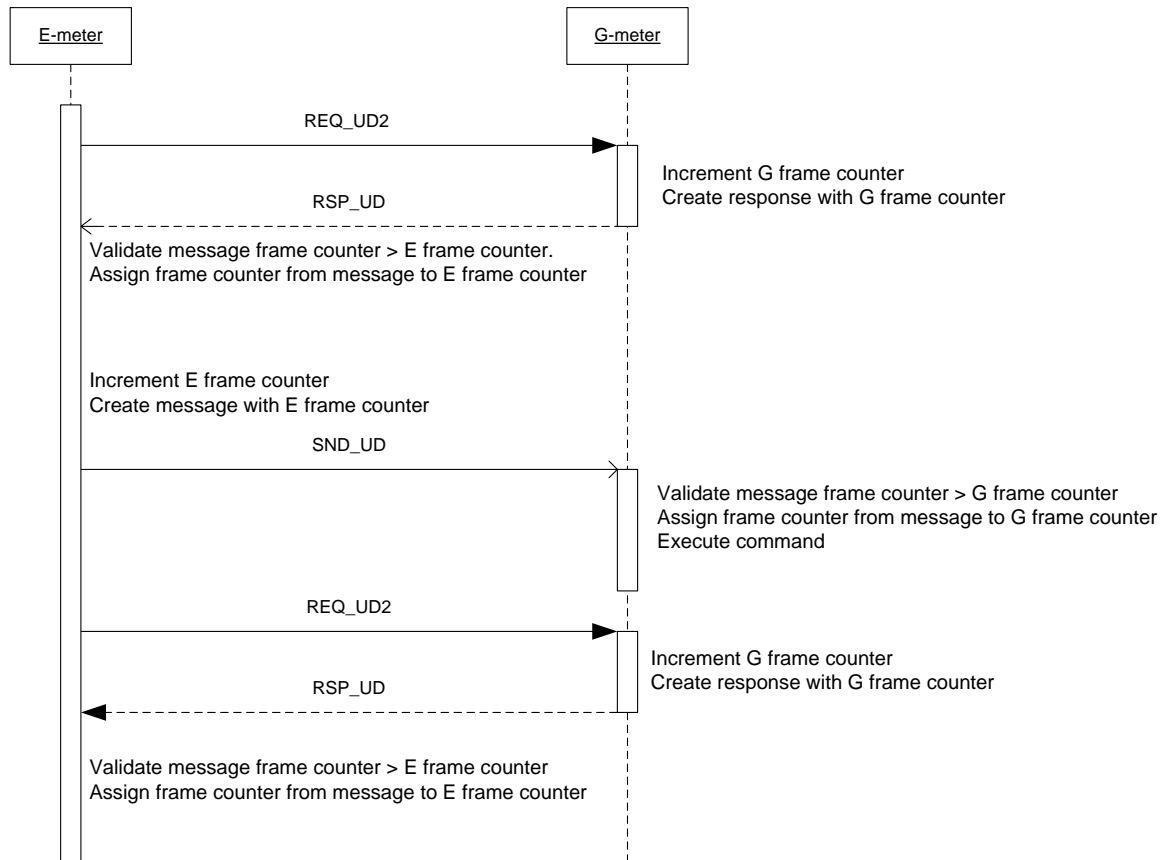 E-meter
G-meter
REQ_UD2
Increment G frame counter
Create response with G frame counter
RSP_UD
Validate message frame counter > E frame counter.
Assign frame counter from message to E frame counter
Increment E frame counter
Create message with E frame counter
SND_UD
Validate message frame counter > G frame counter
Assign frame counter from message to G frame counter
Execute command
REQ_UD2
Increment G frame counter
Create response with G frame counter
RSP_UD
Validate message frame counter > E frame counter
Assign frame counter from message to E frame counter